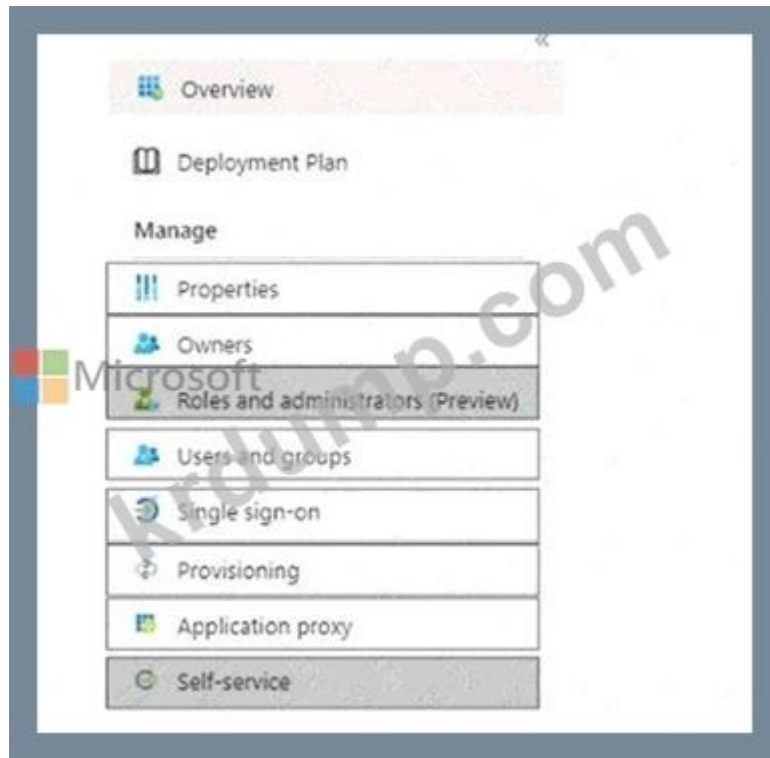 «
Overview
Deployment Plan
Manage
Properties
Owners
Microsoft
Roles and administrators (Preview)
Users and groups
Single sign-on
Provisioning
Application proxy
Self-service
krdump.com